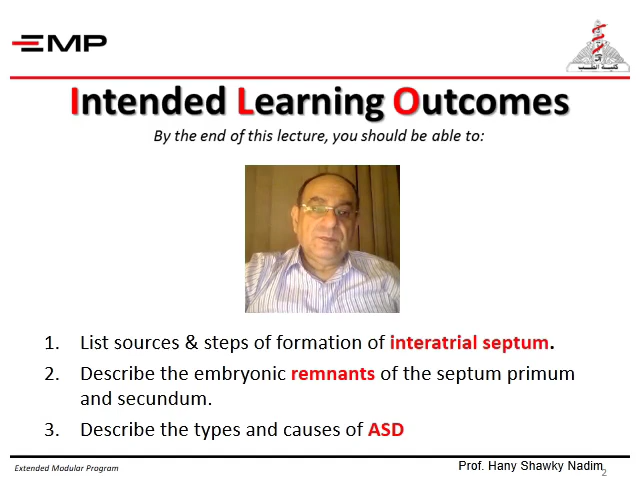 EMP
كلية الطب
Intended Learning Outcomes
By the end of this lecture, you should be able to:
1. List sources & steps of formation of interatrial septum.
2. Describe the embryonic remnants of the septum primum
and secundum.
3. Describe the types and causes of ASD
Extended Modular Program
Prof. Hany Shawky Nadim
2